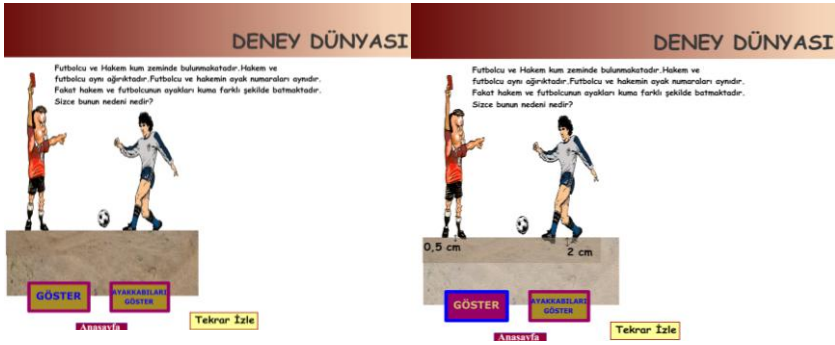 DENEY DÜNYASI
Futbolcu ve Hakem kum zeminde bulunmakatadır.Hakem ve
futbolcu aynı ağırıktadır.Futbolcu ve hakemin ayak numaraları aynıdır.
Fakat hakem ve futbolcunun ayakları kuma farklı şekilde batmaktadır.
Sizce bunun nedeni nedir?
GÖSTER
AYAKKABILARI
GÖSTER
Tekrar İzle
Anasayfa
DENEY DÜNYASI
Futbolcu ve Hakem kum zeminde bulunmakatadır.Hakem ve
futbolcu aynı ağırıktadır.Futbolcu ve hakemin ayak numaraları aynıdır.
Fakat hakem ve futbolcunun ayakları kuma farklı şekilde batmaktadır.
Sizce bunun nedeni nedir?
0,5 cm
2 cm
GÖSTER
AYAKKABILARI
GÖSTER
Tekrar İzle
Anasayfa